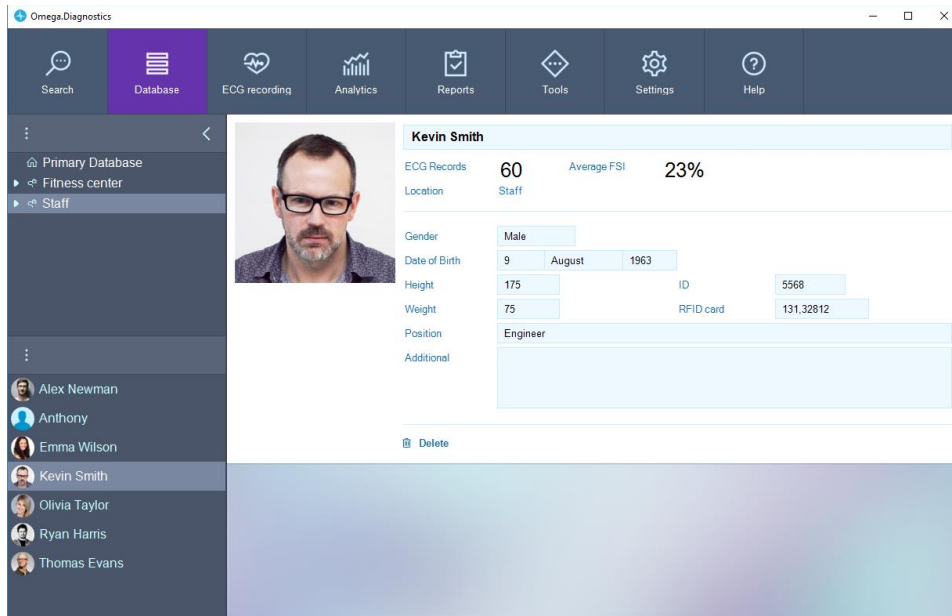 Omega.Diagnostics
Search Database ECG recording Analytics Reports Tools Settings Help
Primary Database
Fitness center
Staff
Alex Newman
Anthony
Emma Wilson
Kevin Smith
Olivia Taylor
Ryan Harris
Thomas Evans
Kevin Smith
ECG Records 60 Average FSI 23%
Location Staff
Gender Male
Date of Birth 9 August 1963
Height 175 ID 5568
Weight 75 RFID card 131,32812
Position Engineer
Additional
Delete